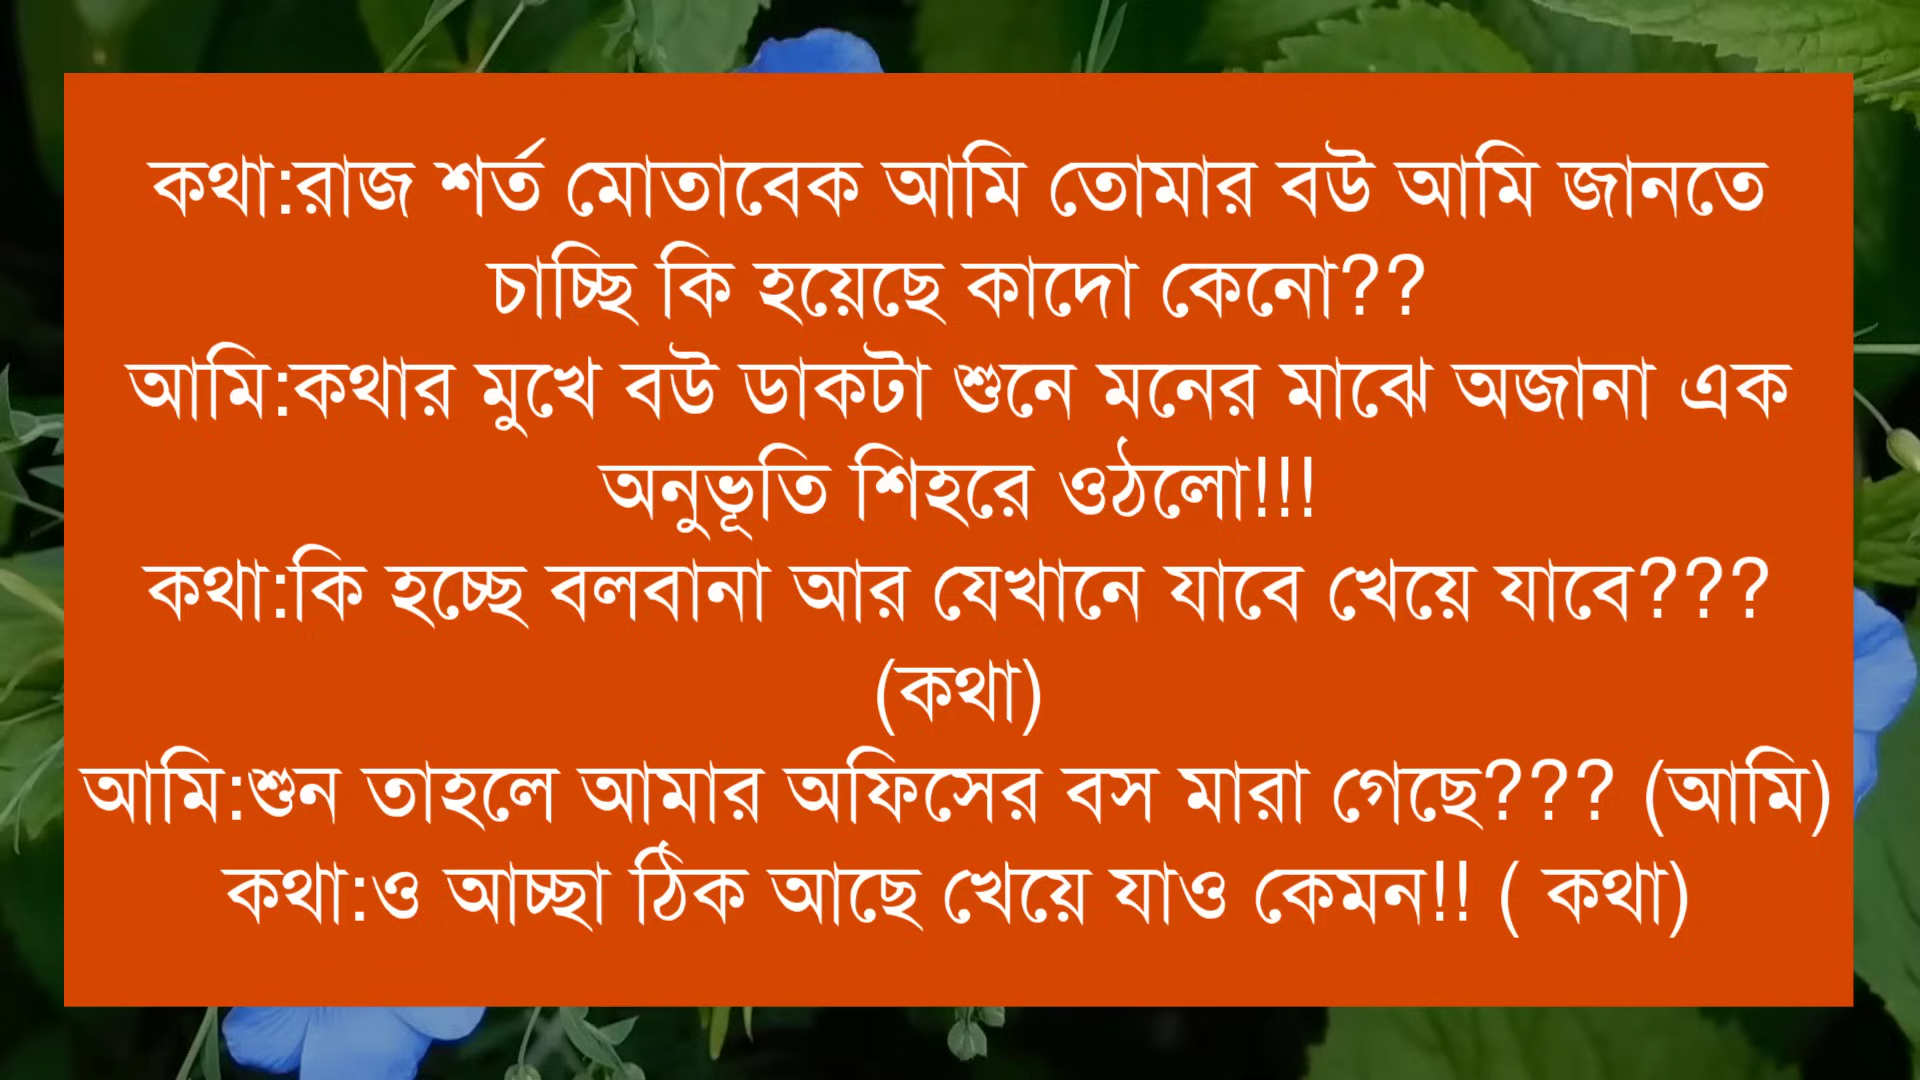 কথা:রাজ শর্ত মোতাবেক আমি তোমার বউ আমি জানতে
চাচ্ছি কি হয়েছে কাদো কেনো??
আমি:কথার মুখে বউ ডাকটা শুনে মনের মাঝে অজানা এক
অনুভূতি শিহরে ওঠলো!!!
কথা:কি হচ্ছে বলবানা আর যেখানে যাবে খেয়ে যাবে???
(কথা)
আমি:শুন তাহলে আমার অফিসের বস মারা গেছে??? (আমি)
কথা:ও আচ্ছা ঠিক আছে খেয়ে যাও কেমন!! ( কথা)